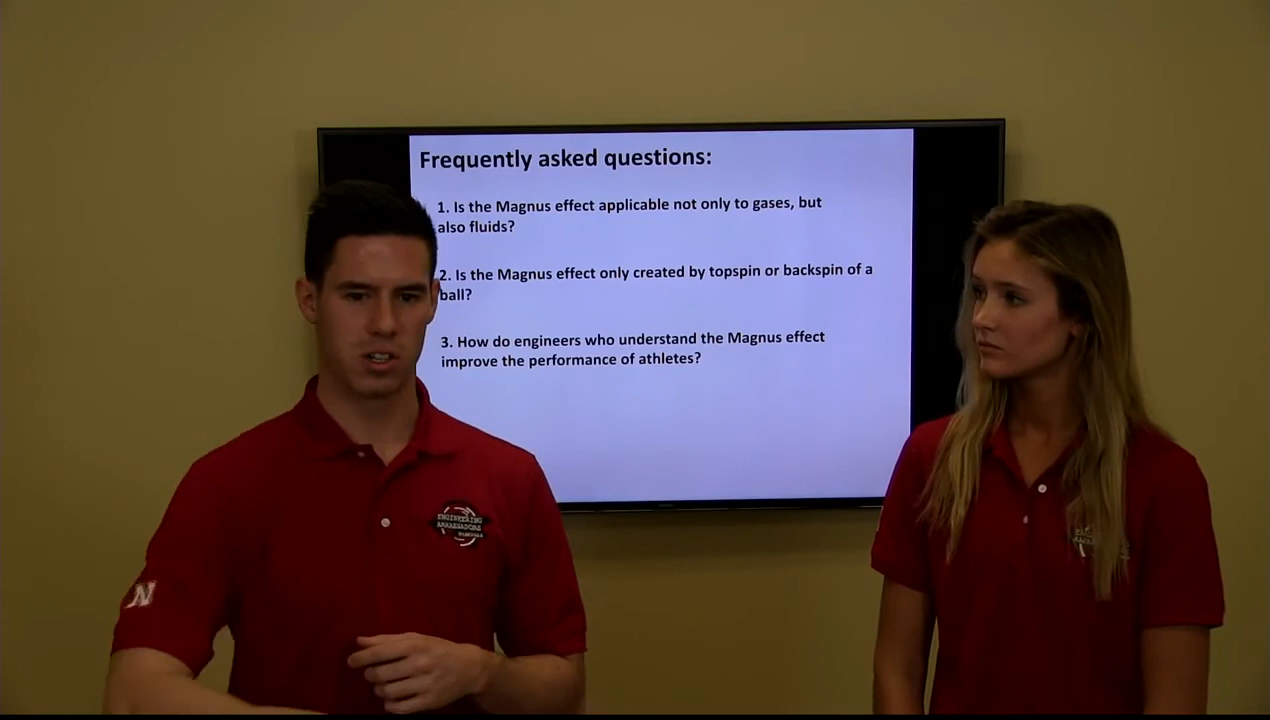 Frequently asked questions:
1. Is the Magnus effect applicable not only to gases, but
also fluids?
2. Is the Magnus effect only created by topspin or backspin of a
ball?
3. How do engineers who understand the Magnus effect
improve the performance of athletes?
ENGINEERING
AMBASSADORS
N